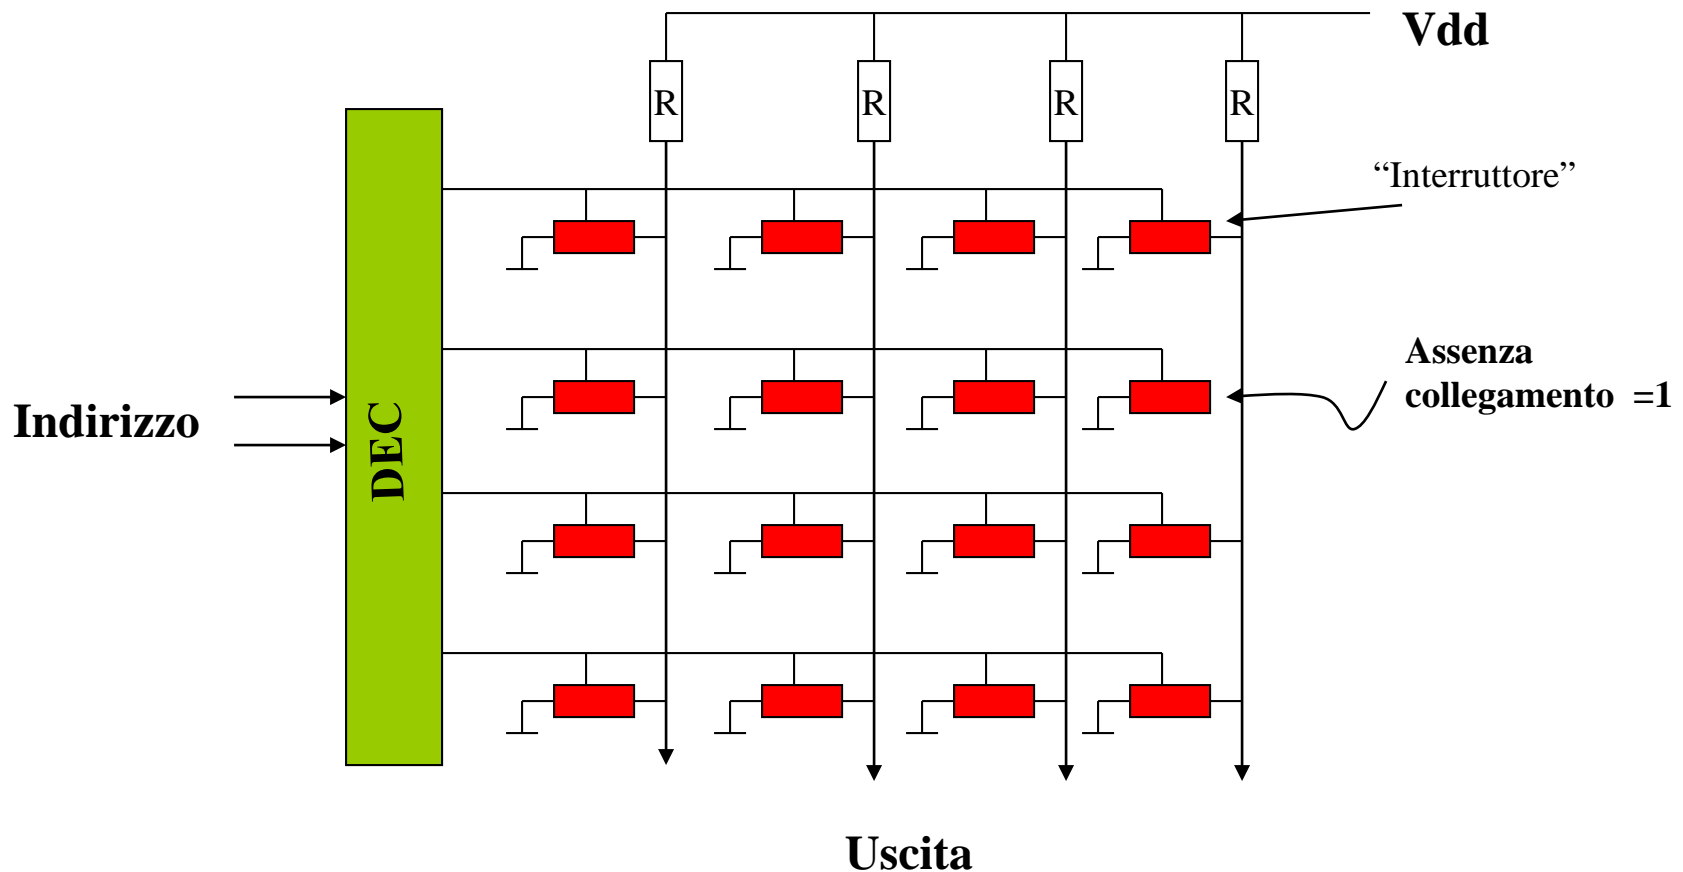 Vdd
R R R R
“Interruttore”
Assenza
collegamento =1
Indirizzo
DEC
Uscita